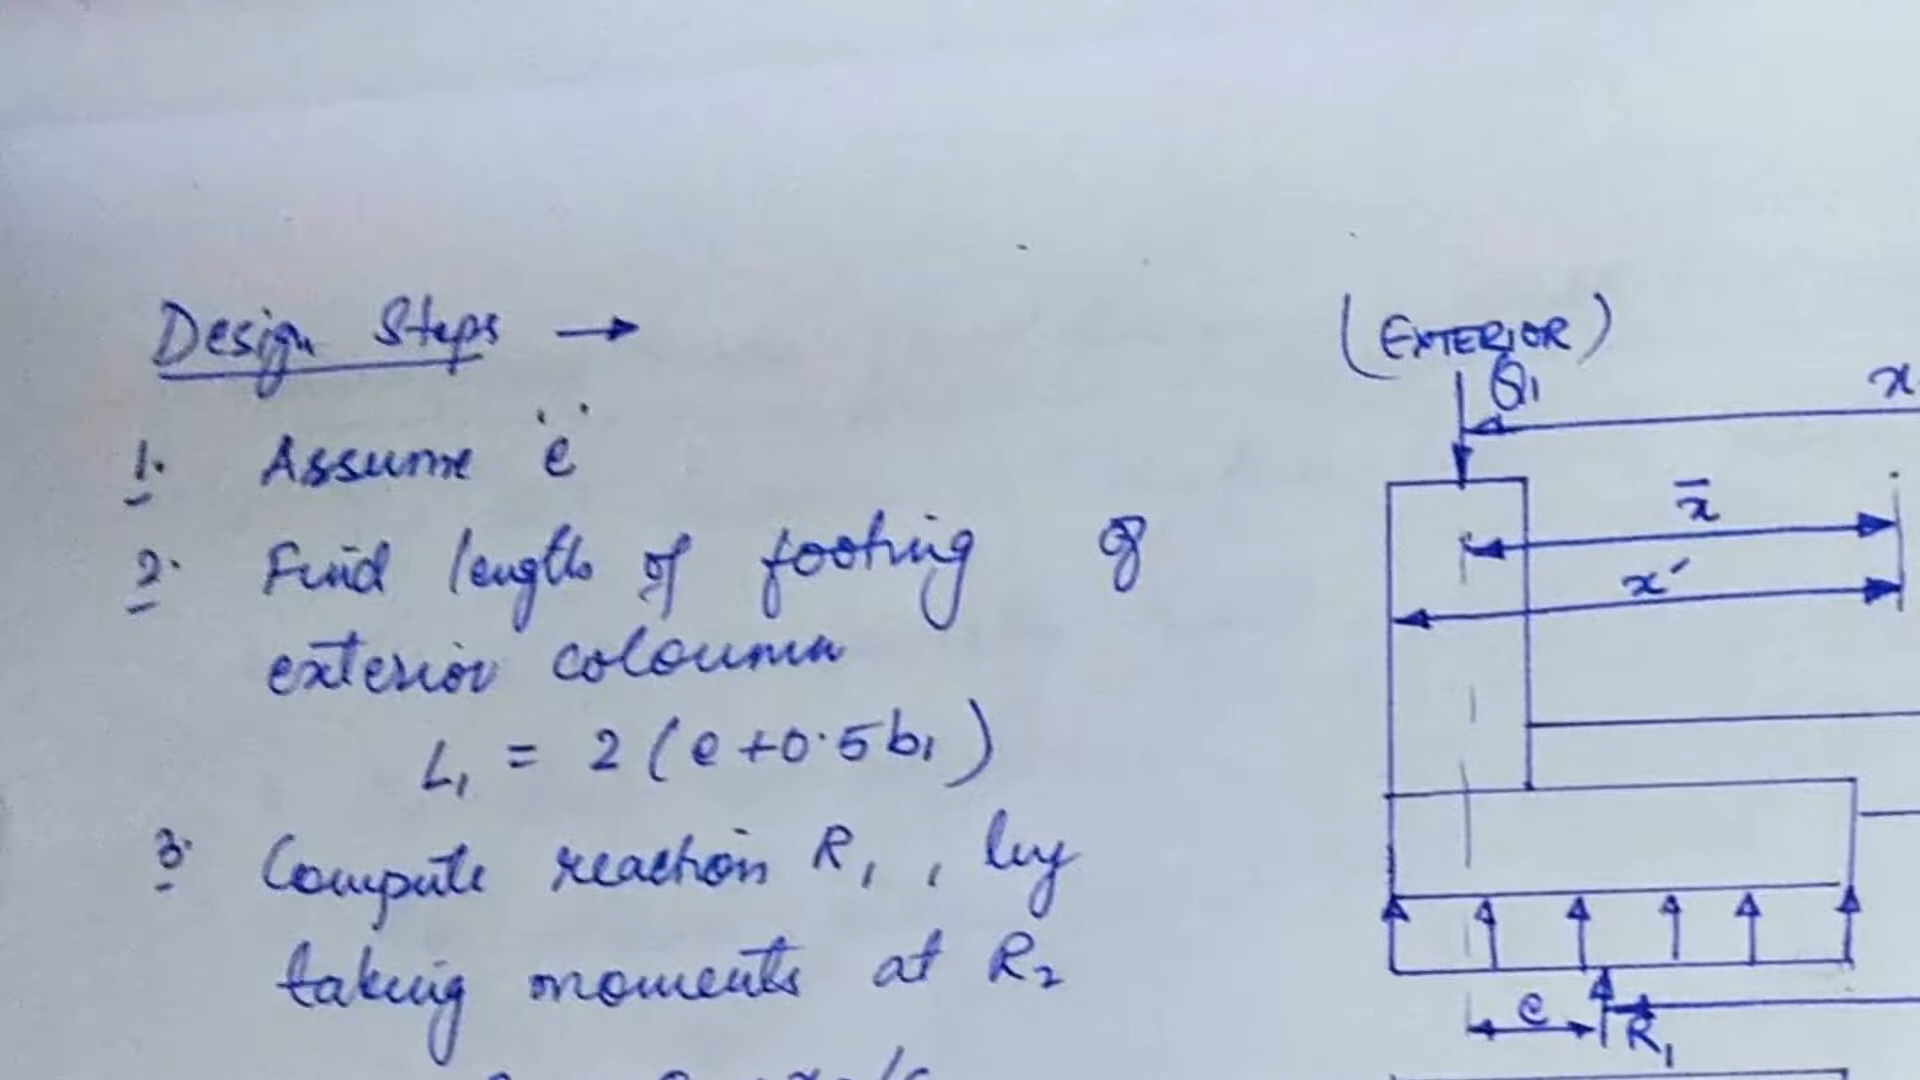 Design Steps →
1. Assume 'e'
2. Find length of footing of
exterior coloumn
L₁ = 2(e+0.5b₁)
3. Compute reaction R₁, by
taking moments at R₂
(EXTERIOR)
Q₁
x
x̄
x′
e
R₁